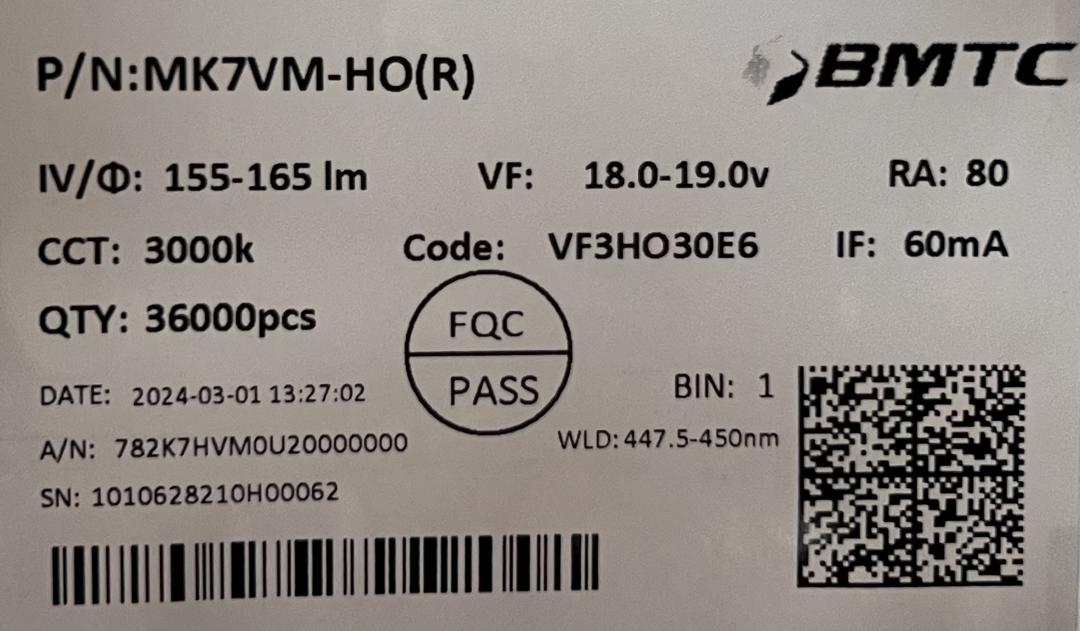 P/N:MK7VM-HO(R)
BMTC
IV/Φ: 155-165 lm VF: 18.0-19.0v RA: 80
CCT: 3000k Code: VF3HO30E6 IF: 60mA
QTY: 36000pcs
FQC
PASS
DATE: 2024-03-01 13:27:02
BIN: 1
A/N: 782K7HVM0U20000000
WLD: 447.5-450nm
SN: 1010628210H00062